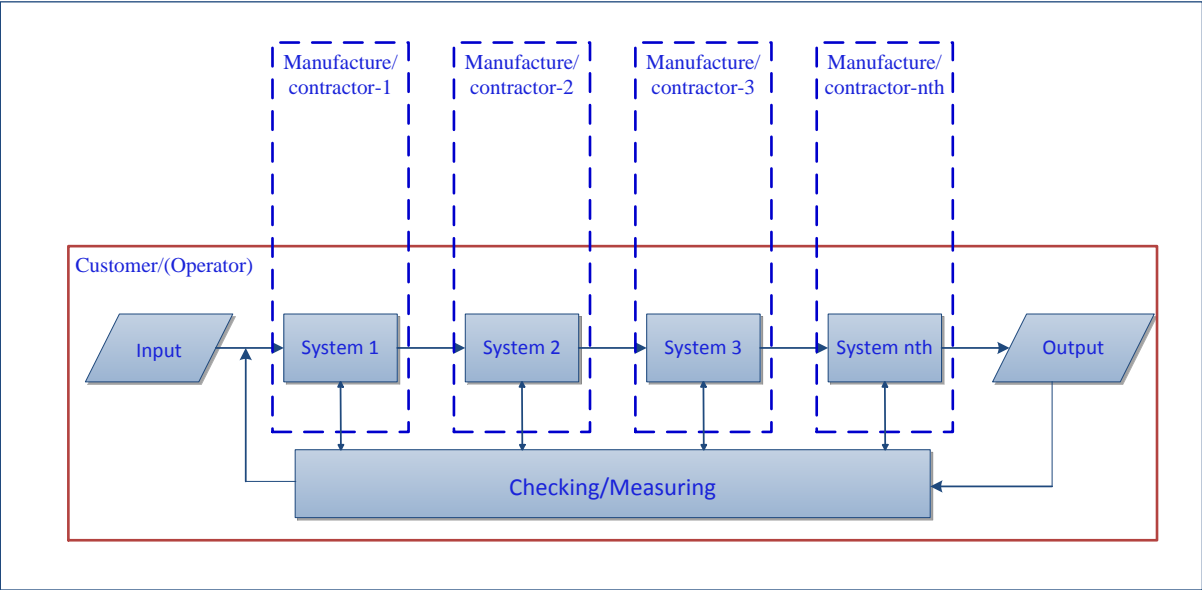 Manufacture/
contractor-1
Manufacture/
contractor-2
Manufacture/
contractor-3
Manufacture/
contractor-nth
Customer/(Operator)
Input
System 1
System 2
System 3
System nth
Output
Checking/Measuring